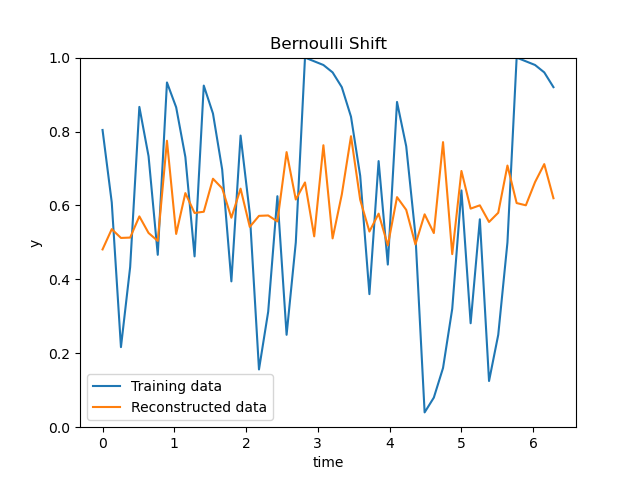 Bernoulli Shift
1.0
0.8
0.6
0.4
0.2
0.0
y
Training data
Reconstructed data
0 1 2 3 4 5 6
time